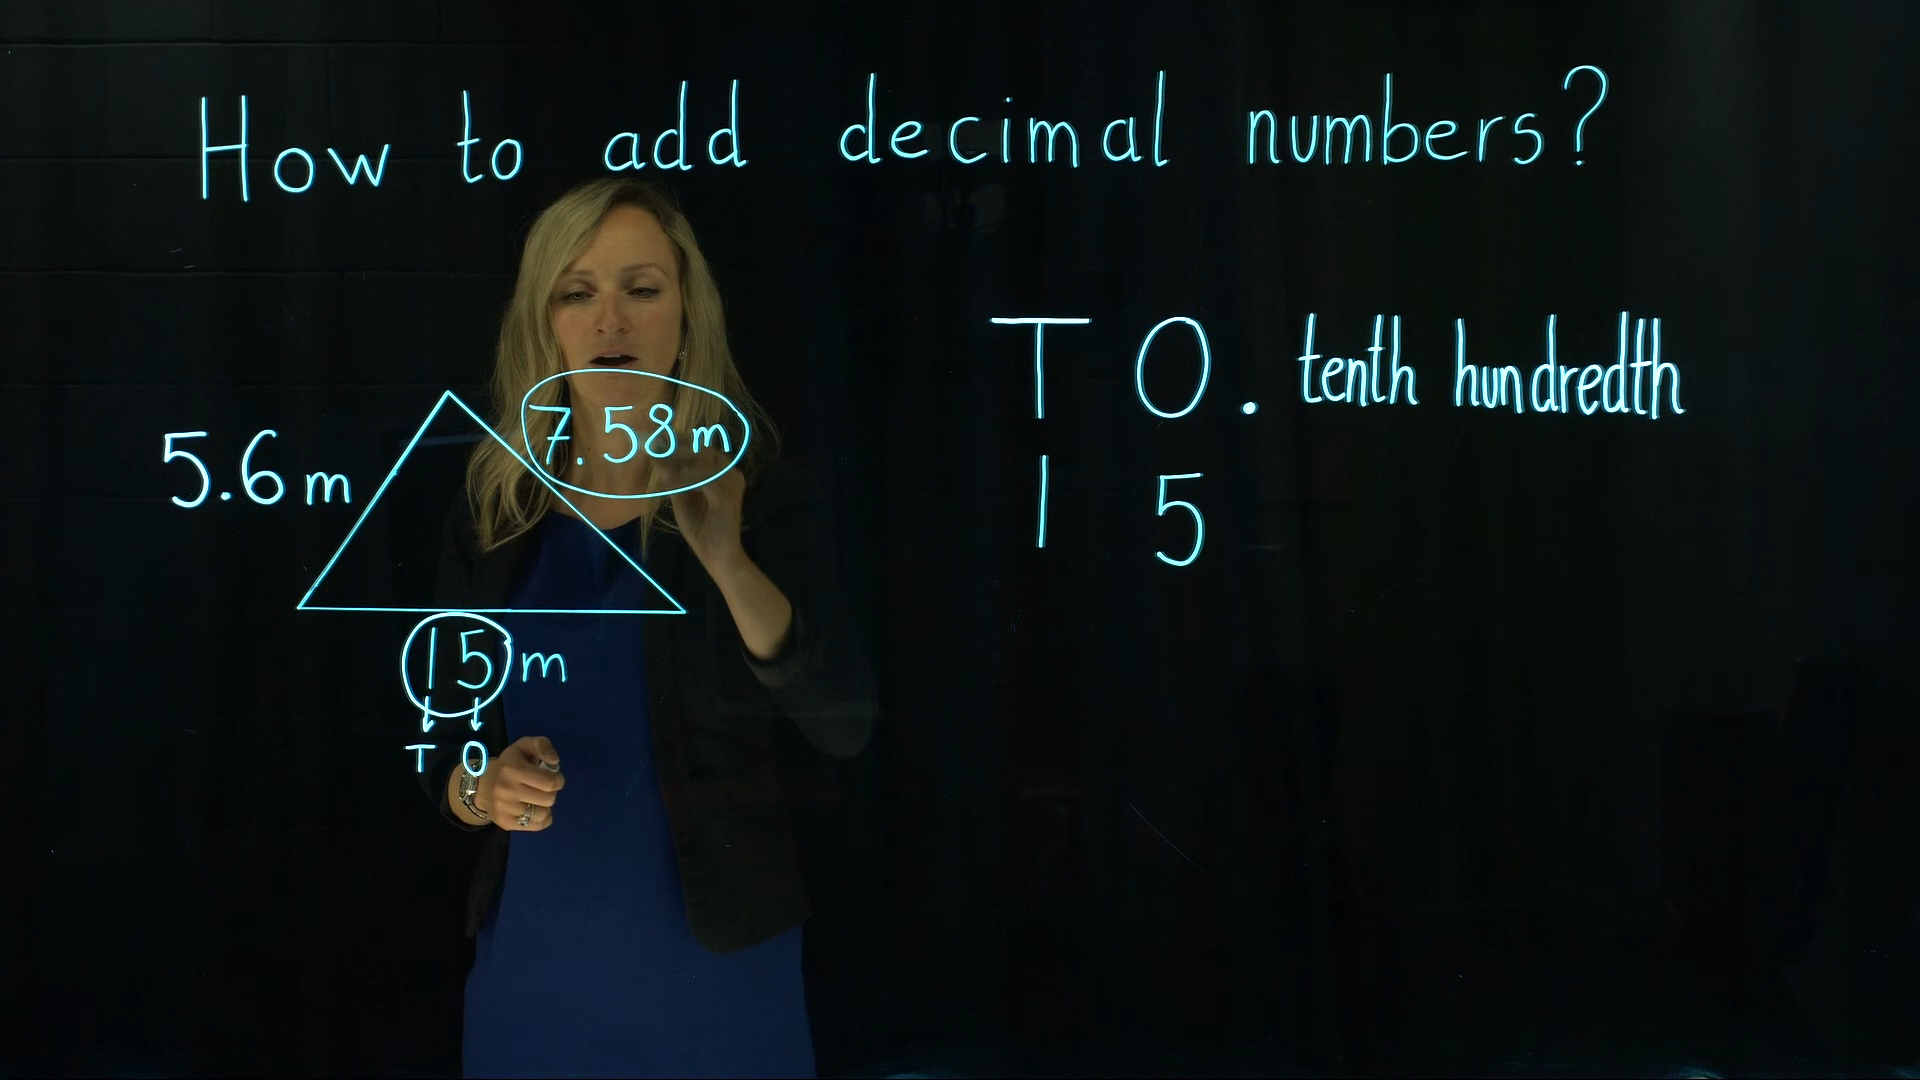 How to add decimal numbers?
T O . tenth hundredth
1 5
5.6 m
7.58 m
15 m
T O